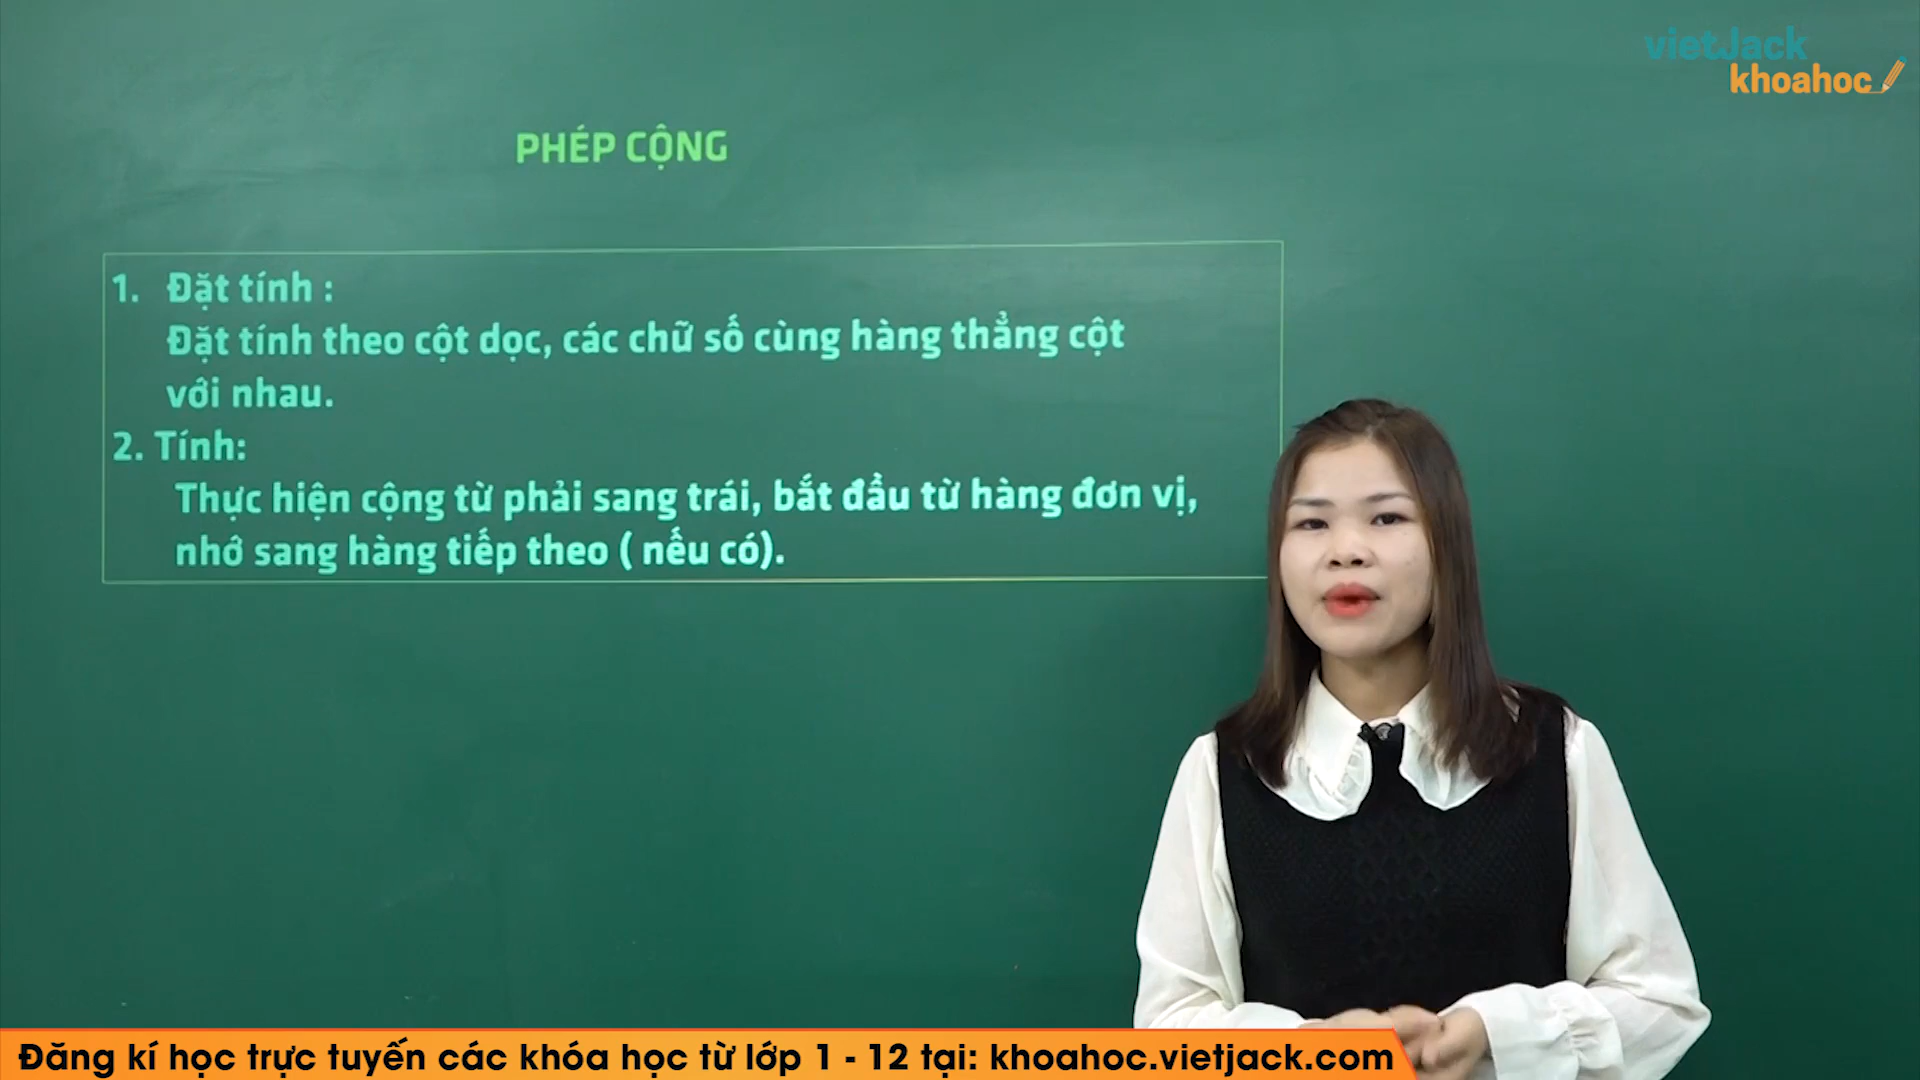 vietJack
khoahoc
PHÉP CỘNG
1. Đặt tính :
Đặt tính theo cột dọc, các chữ số cùng hàng thẳng cột
với nhau.
2. Tính:
Thực hiện cộng từ phải sang trái, bắt đầu từ hàng đơn vị,
nhớ sang hàng tiếp theo ( nếu có).
Đăng kí học trực tuyến các khóa học từ lớp 1 - 12 tại: khoahoc.vietjack.com